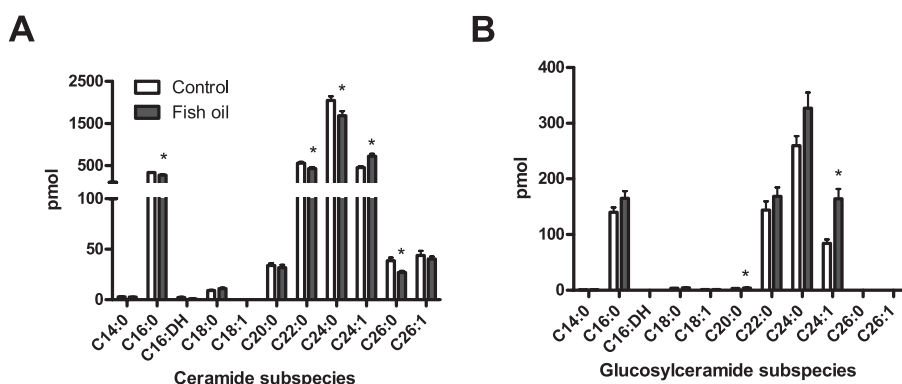 A
2500
1500
500
100
50
0
pmol
Control
Fish oil
*
*
*
*
*
C14:0
C16:0
C16:DH
C18:0
C18:1
C20:0
C22:0
C24:0
C24:1
C26:0
C26:1
Ceramide subspecies
B
400
300
200
100
0
pmol
*
*
C14:0
C16:0
C16:DH
C18:0
C18:1
C20:0
C22:0
C24:0
C24:1
C26:0
C26:1
Glucosylceramide subspecies